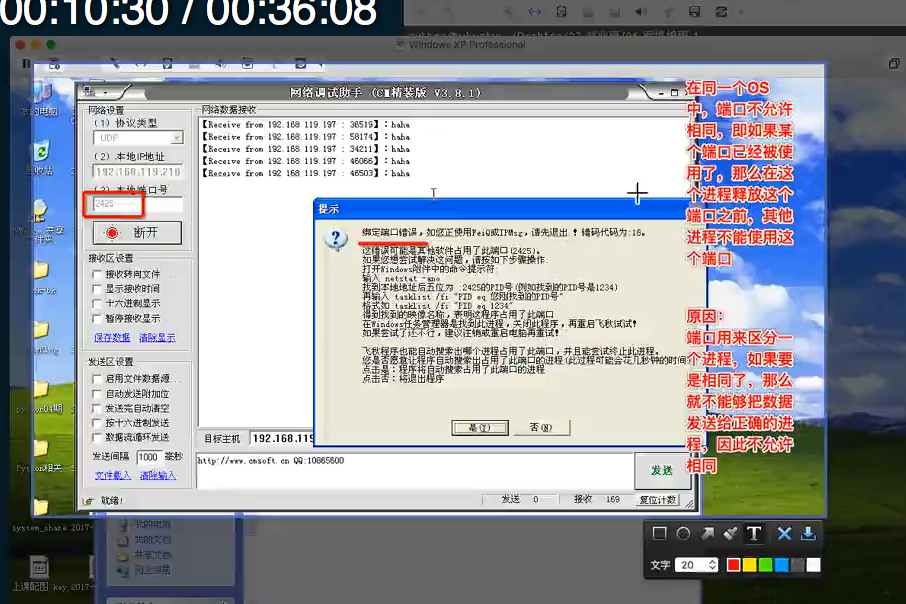 00:10:30 / 00:36:08
Windows XP Professional
网络调试助手 (CM精装版 V3.8.1)
网络设置
(1) 协议类型
UDP
(2) 本地IP地址
192.168.119.218
(3) 本地端口号
2425
断开
接收区设置
接收转向文件
显示接收时间
十六进制显示
暂停接收显示
保存数据 清除显示
发送区设置
启用文件数据源...
自动发送附加位
发送完自动清空
按十六进制发送
数据流循环发送
发送间隔 1000 毫秒
文件载入 清除输入
就绪!
网络数据接收
【Receive from 192.168.119.197 : 36519】:haha
【Receive from 192.168.119.197 : 58174】:haha
【Receive from 192.168.119.197 : 34211】:haha
【Receive from 192.168.119.197 : 46066】:haha
【Receive from 192.168.119.197 : 46503】:haha
目标主机 192.168.119
http://www.cmsoft.cn QQ:10865600
发送
发送 0 接收 169 复位计数
提示
绑定端口错误,如您正使用FeiQ或IPMsg,请先退出！错误代码为:18。
这错误可能是其他软件占用了此端口(2425)。
如果您想尝试解决这问题,请按如下步骤操作.
打开Windows附件中的命令提示符.
输入 netstat -ano
找到本地地址后五位为 :2425的PID号(例如找到的PID号是1234)
再输入 tasklist /fi "PID eq 您刚找到的PID号"
格式如 tasklist /fi "PID eq 1234"
得到找到的映像名称,表明这程序占用了此端口
在Windows任务管理器是找到此进程,关闭此程序,再重启飞秋试试!
如果尝试了还不行,建议注销或重启电脑再重试!
飞秋程序也能自动搜索出哪个进程占用了此端口,并且能尝试终止此进程。
您是否愿意让程序自动搜索出占用了此端口的进程(此过程可能会花几秒钟的时间
点击是: 程序将自动搜索占用了此端口的进程
点击否: 将退出程序
是(Y) 否(N)
在同一个OS
中，端口不允许
相同，即如果某
个端口已经被使
用了，那么在这
个进程释放这个
端口之前，其他
进程不能使用这
个端口
原因：
端口用来区分一
个进程，如果要
是相同了，那么
就不能够把数据
发送给正确的进
程，因此不允许
相同
文字 20
system_share 2017-
上课配图 key_2017-
我的电脑
我的文档
共享文档
网上邻居